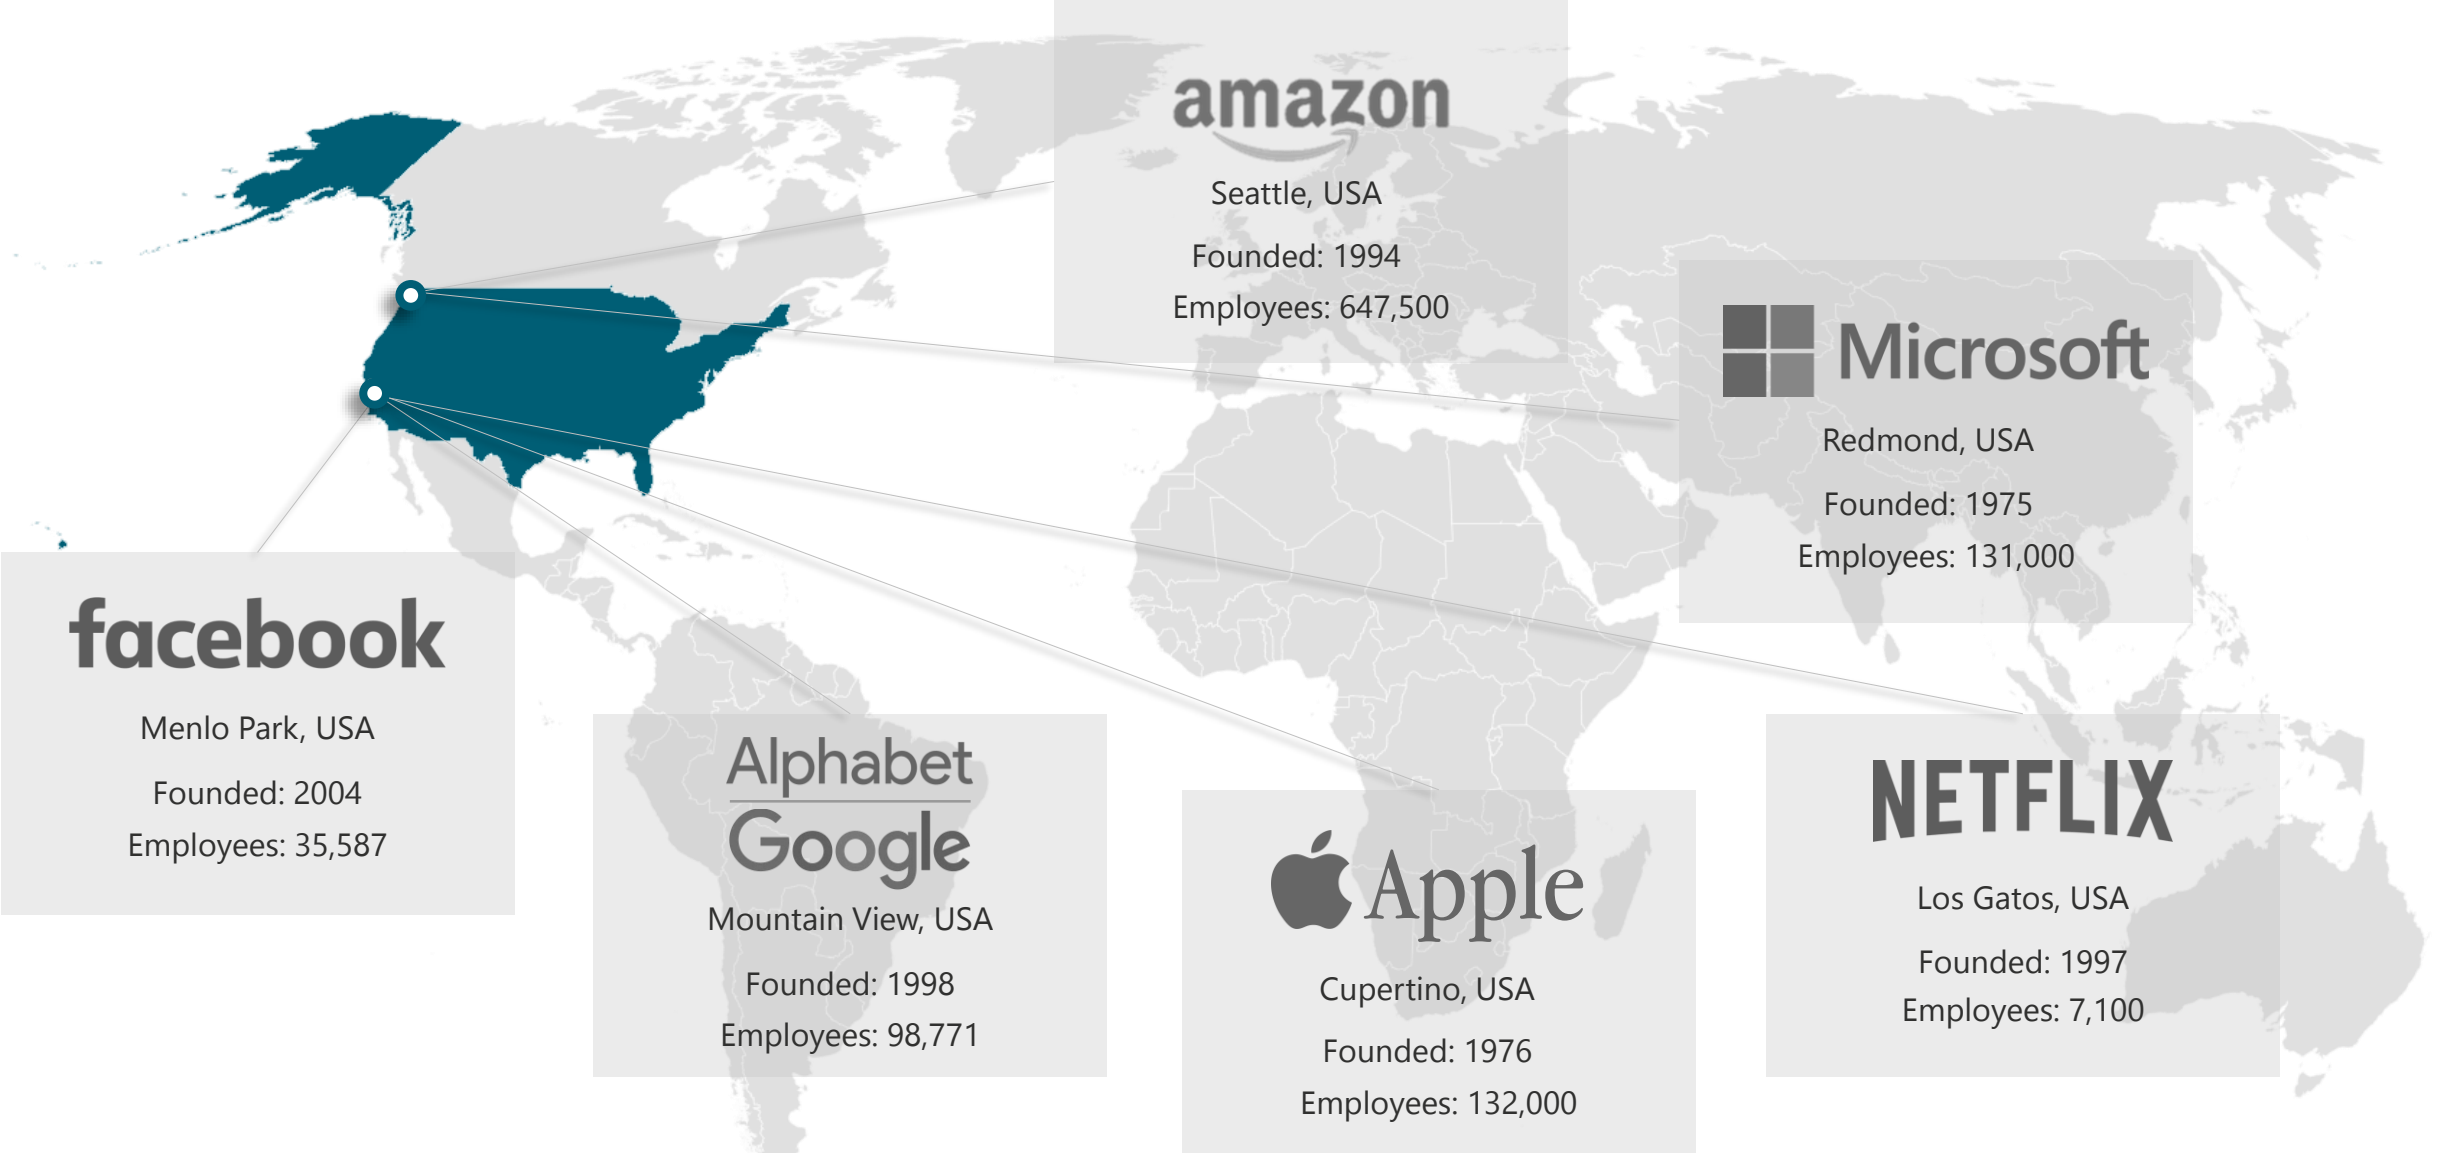 amazon
Seattle, USA
Founded: 1994
Employees: 647,500
Microsoft
Redmond, USA
Founded: 1975
Employees: 131,000
facebook
Menlo Park, USA
Founded: 2004
Employees: 35,587
Alphabet
Google
Mountain View, USA
Founded: 1998
Employees: 98,771
Apple
Cupertino, USA
Founded: 1976
Employees: 132,000
NETFLIX
Los Gatos, USA
Founded: 1997
Employees: 7,100